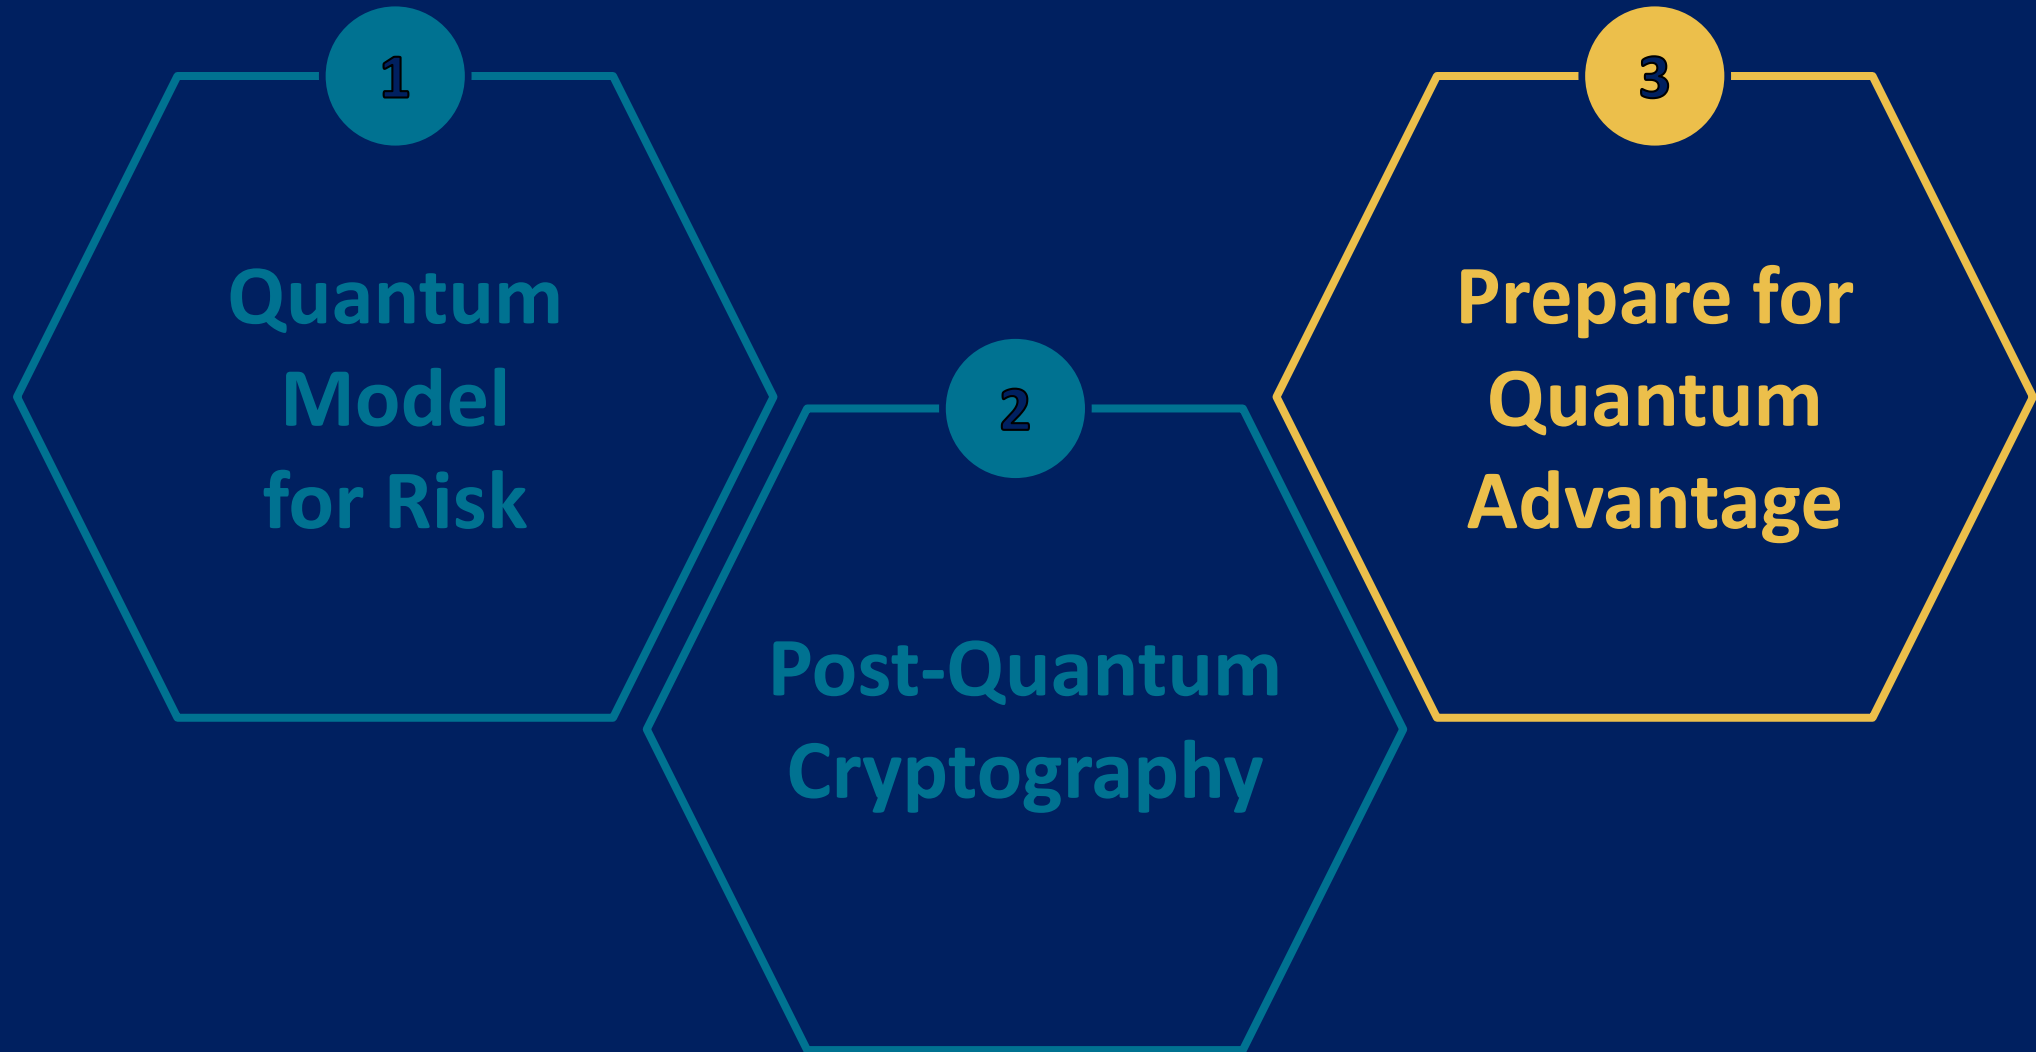 1
Quantum
Model
for Risk
2
Post-Quantum
Cryptography
3
Prepare for
Quantum
Advantage